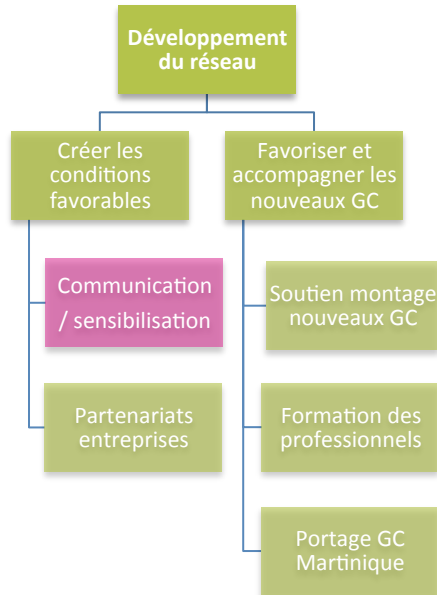 Développement
du réseau
Créer les
conditions
favorables
Communication
/ sensibilisation
Partenariats
entreprises
Favoriser et
accompagner les
nouveaux GC
Soutien montage
nouveaux GC
Formation des
professionnels
Portage GC
Martinique